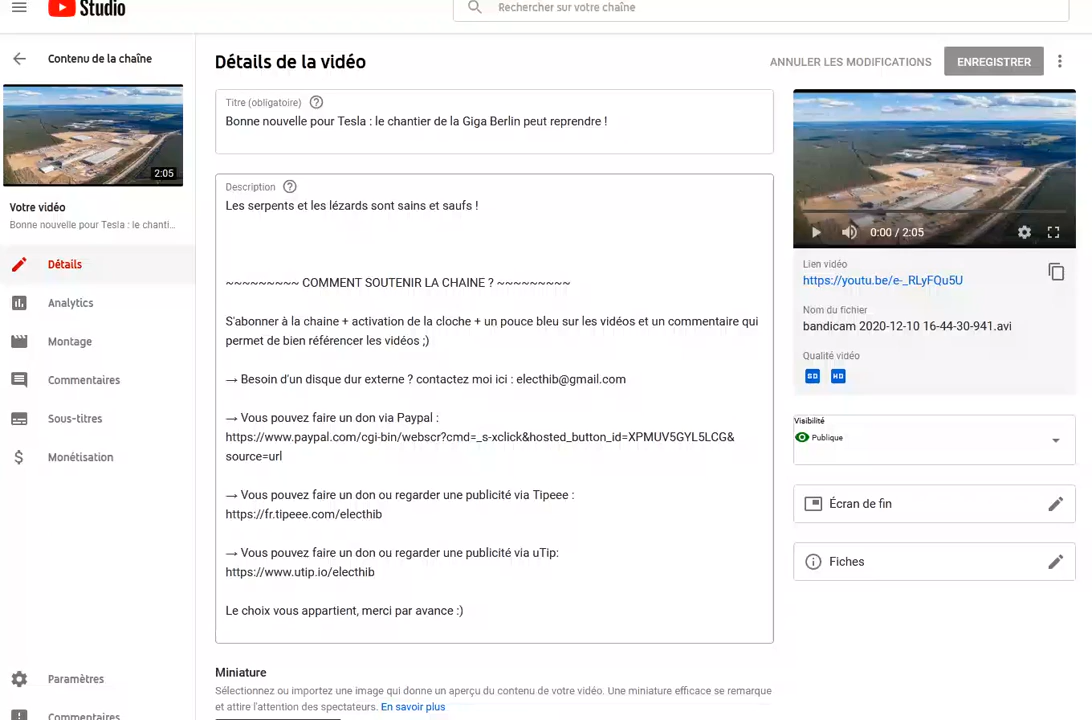 Studio
Rechercher sur votre chaîne
Contenu de la chaîne
2:05
Votre vidéo
Bonne nouvelle pour Tesla : le chanti…
Détails
Analytics
Montage
Commentaires
Sous-titres
Monétisation
Paramètres
Commentaires
Détails de la vidéo
ANNULER LES MODIFICATIONS
ENREGISTRER
Titre (obligatoire)
Bonne nouvelle pour Tesla : le chantier de la Giga Berlin peut reprendre !
Description
Les serpents et les lézards sont sains et saufs !
~~~~~~~~~ COMMENT SOUTENIR LA CHAINE ? ~~~~~~~~~
S'abonner à la chaine + activation de la cloche + un pouce bleu sur les vidéos et un commentaire qui
permet de bien référencer les vidéos ;)
→ Besoin d'un disque dur externe ? contactez moi ici : electhib@gmail.com
→ Vous pouvez faire un don via Paypal :
https://www.paypal.com/cgi-bin/webscr?cmd=_s-xclick&hosted_button_id=XPMUV5GYL5LCG&
source=url
→ Vous pouvez faire un don ou regarder une publicité via Tipeee :
https://fr.tipeee.com/electhib
→ Vous pouvez faire un don ou regarder une publicité via uTip:
https://www.utip.io/electhib
Le choix vous appartient, merci par avance :)
Miniature
Sélectionnez ou importez une image qui donne un aperçu du contenu de votre vidéo. Une miniature efficace se remarque
et attire l'attention des spectateurs. En savoir plus
0:00 / 2:05
Lien vidéo
https://youtu.be/e-_RLyFQu5U
Nom du fichier
bandicam 2020-12-10 16-44-30-941.avi
Qualité vidéo
SD HD
Visibilité
Publique
Écran de fin
Fiches